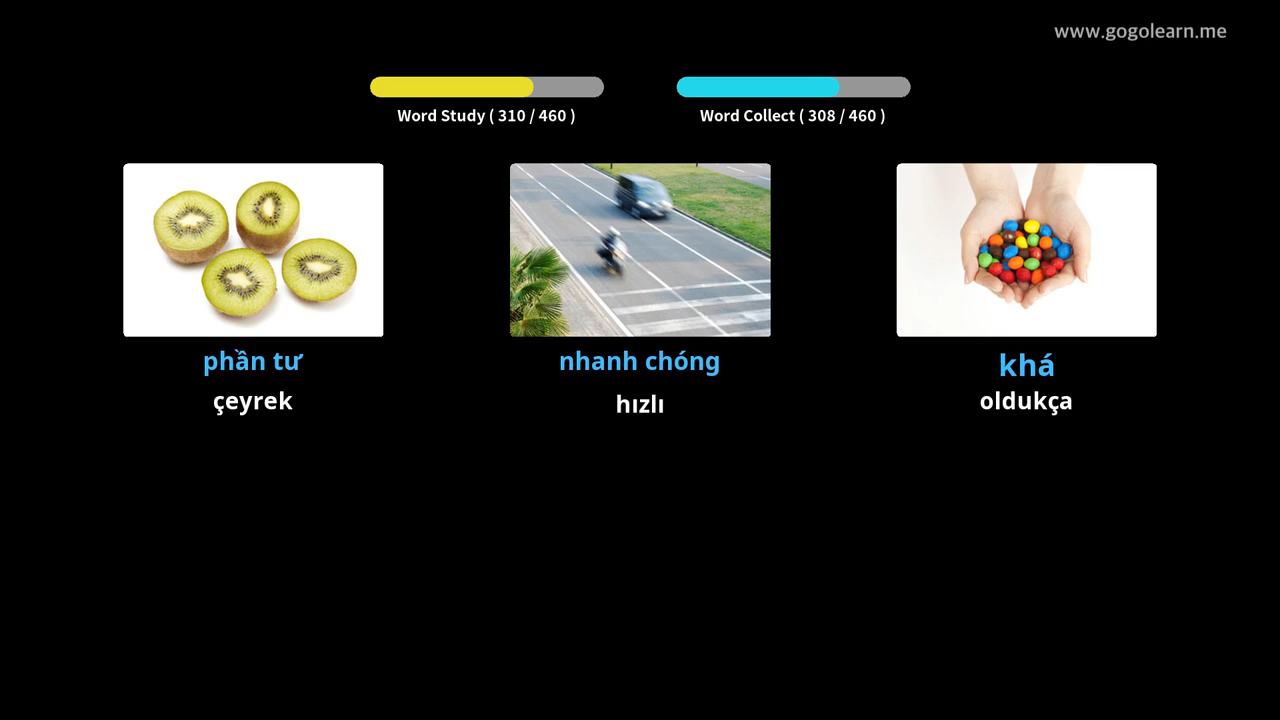 www.gogolearn.me
Word Study ( 310 / 460 )
Word Collect ( 308 / 460 )
phần tư
çeyrek
nhanh chóng
hızlı
khá
oldukça